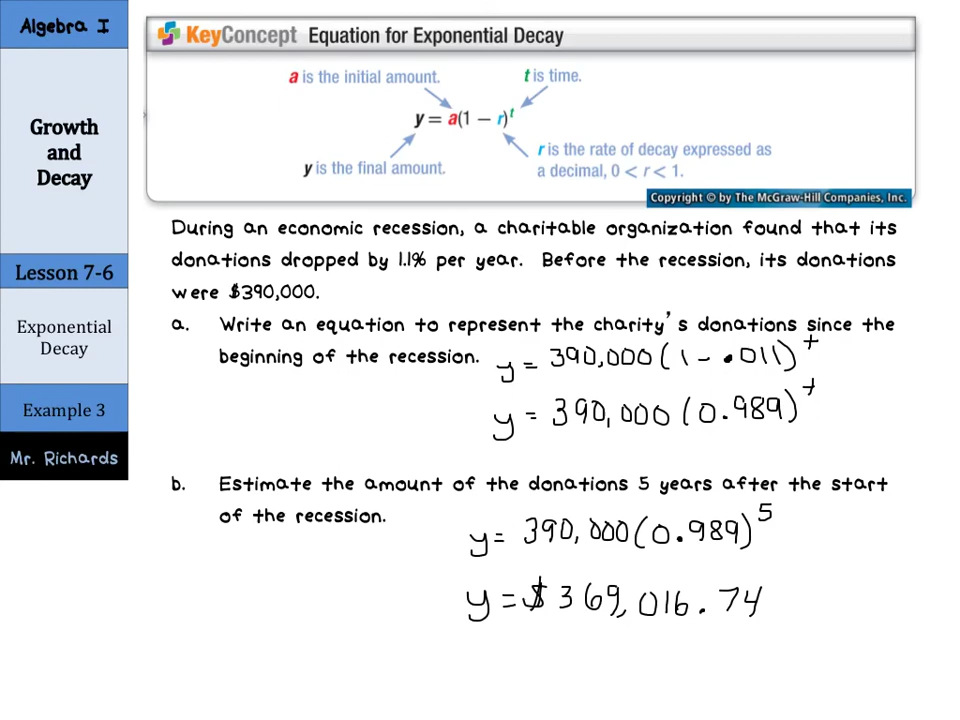 Algebra I
Growth
and
Decay
Lesson 7-6
Exponential
Decay
Example 3
Mr. Richards
KeyConcept Equation for Exponential Decay
a is the initial amount.
t is time.
y = a(1 − r)^t
y is the final amount.
r is the rate of decay expressed as
a decimal, 0 < r < 1.
Copyright © by The McGraw-Hill Companies, Inc.
During an economic recession, a charitable organization found that its
donations dropped by 1.1% per year. Before the recession, its donations
were $390,000.
a. Write an equation to represent the charity's donations since the
beginning of the recession.
y = 390,000(1 - .011)^t
y = 390,000(0.989)^t
b. Estimate the amount of the donations 5 years after the start
of the recession.
y = 390,000(0.989)^5
y = $369,016.74